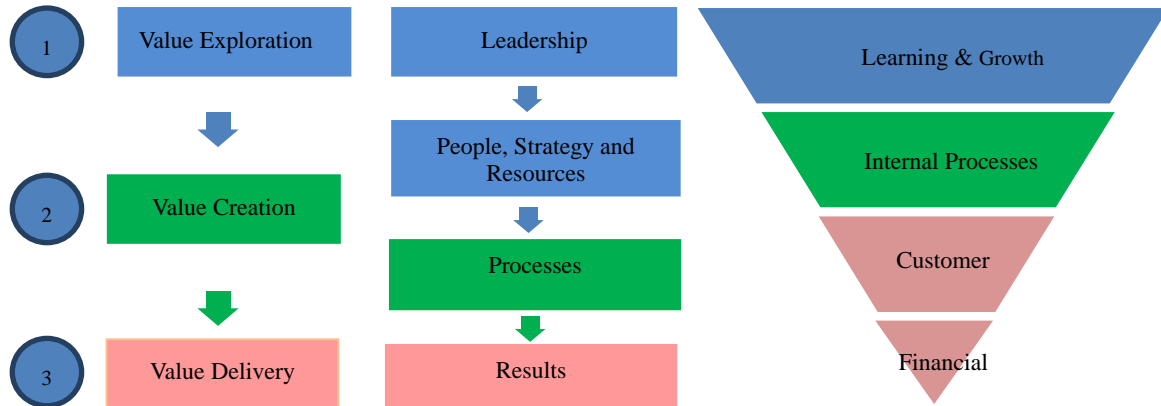 1
Value Exploration
Leadership
Learning & Growth
People, Strategy and
Resources
Internal Processes
2
Value Creation
Processes
Customer
3
Value Delivery
Results
Financial